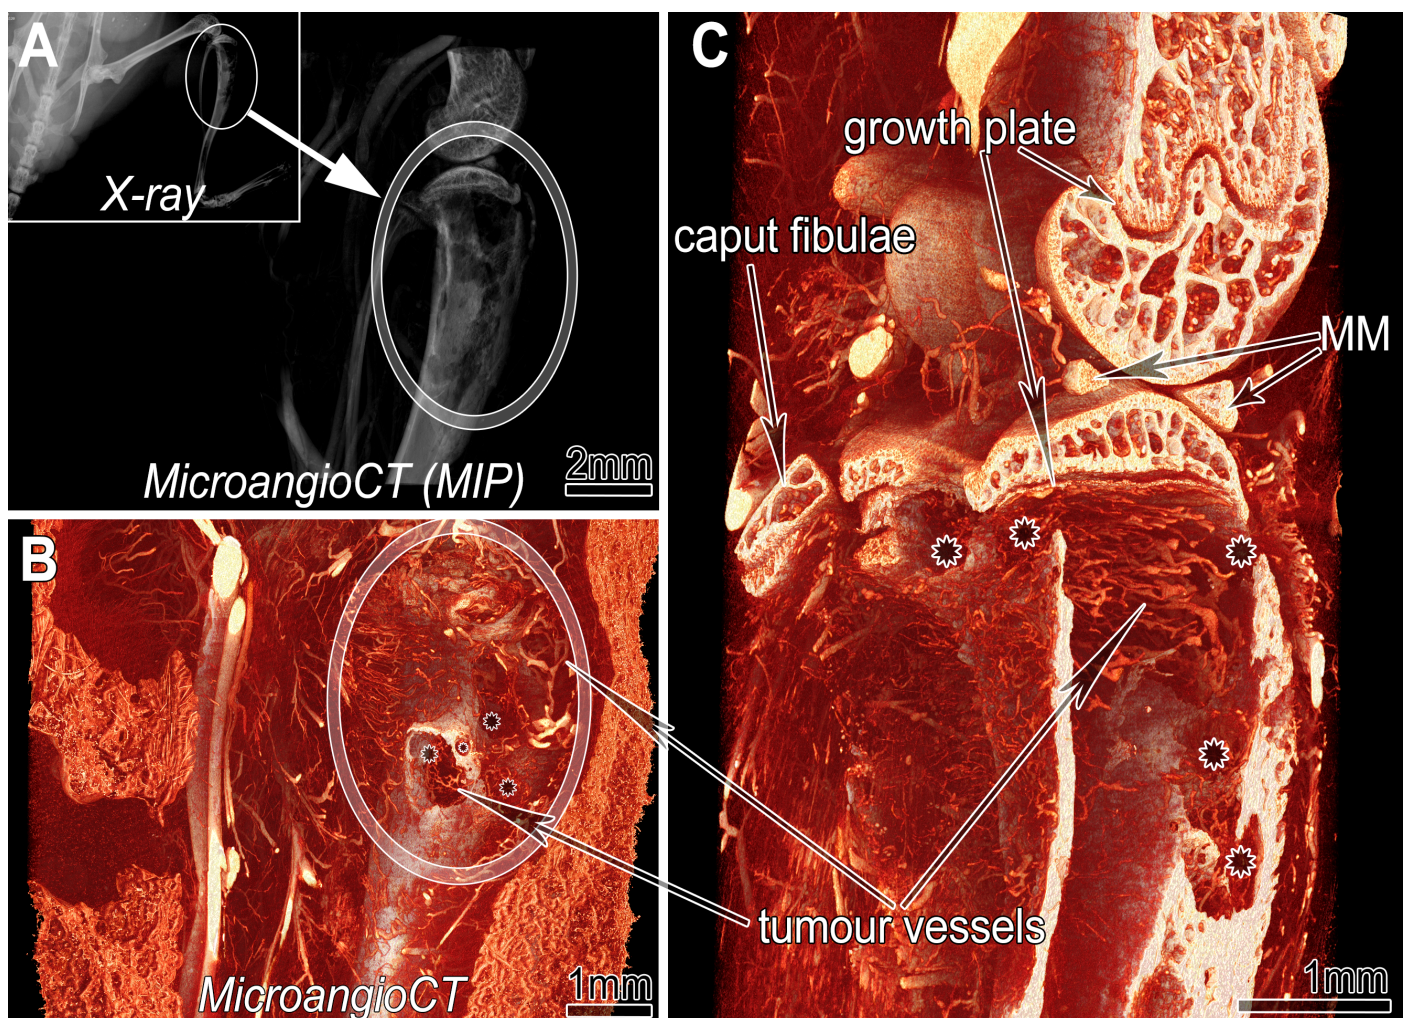 A
X-ray
MicroangioCT (MIP)
2mm
B
MicroangioCT
1mm
C
growth plate
caput fibulae
MM
tumour vessels
1mm